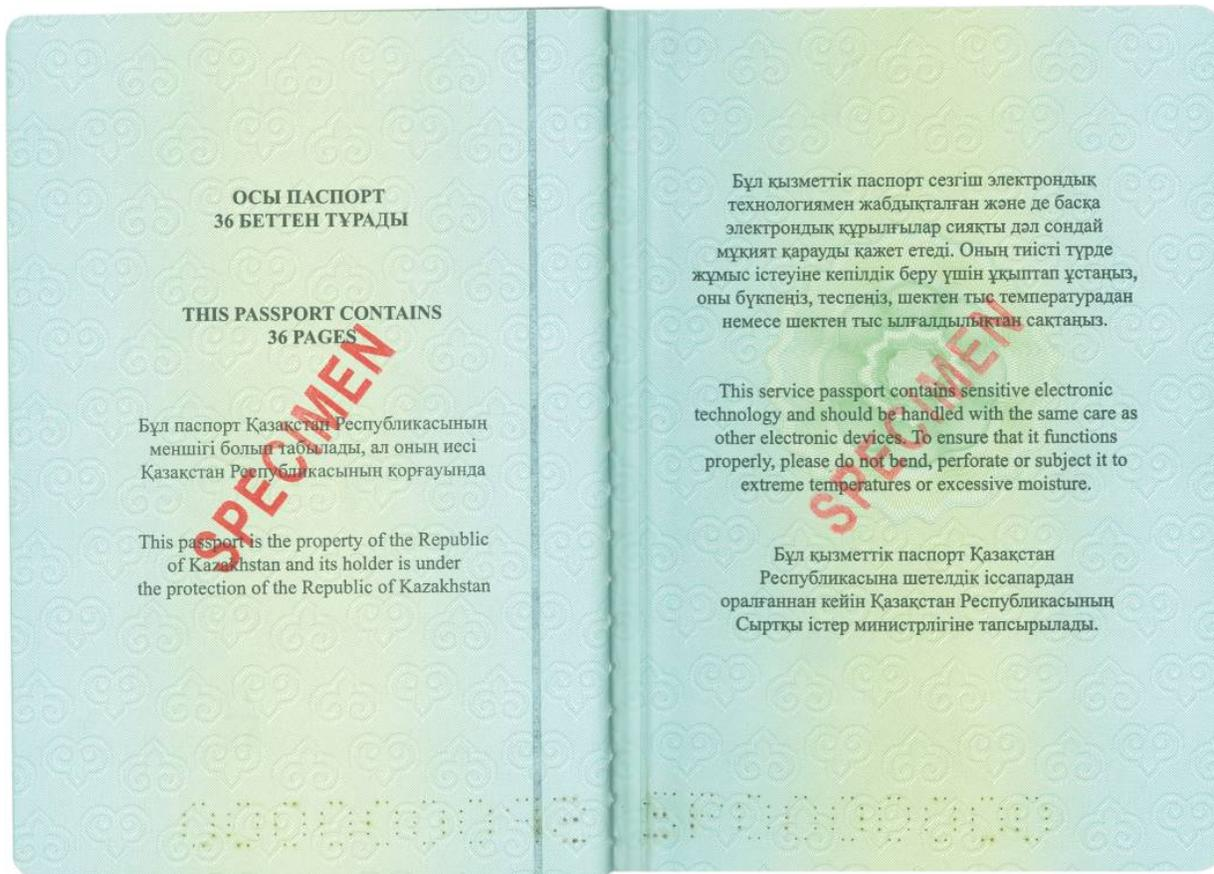 ОСЫ ПАСПОРТ
36 БЕТТЕН ТҰРАДЫ
THIS PASSPORT CONTAINS
36 PAGES
Бұл паспорт Қазақстан Республикасының
меншігі болып табылады, ал оның иесі
Қазақстан Республикасының қорғауында
This passport is the property of the Republic
of Kazakhstan and its holder is under
the protection of the Republic of Kazakhstan
SPECIMEN
Бұл қызметтік паспорт сезгіш электрондық
технологиямен жабдықталған және де басқа
электрондық құрылғылар сияқты дәл сондай
мұқият қарауды қажет етеді. Оның тиісті түрде
жұмыс істеуіне кепілдік беру үшін ұқыптап ұстаңыз,
оны бүкпеңіз, теспеңіз, шектен тыс температурадан
немесе шектен тыс ылғалдылықтан сақтаңыз.
This service passport contains sensitive electronic
technology and should be handled with the same care as
other electronic devices. To ensure that it functions
properly, please do not bend, perforate or subject it to
extreme temperatures or excessive moisture.
Бұл қызметтік паспорт Қазақстан
Республикасына шетелдік іссапардан
оралғаннан кейін Қазақстан Республикасының
Сыртқы істер министрлігіне тапсырылады.
SPECIMEN